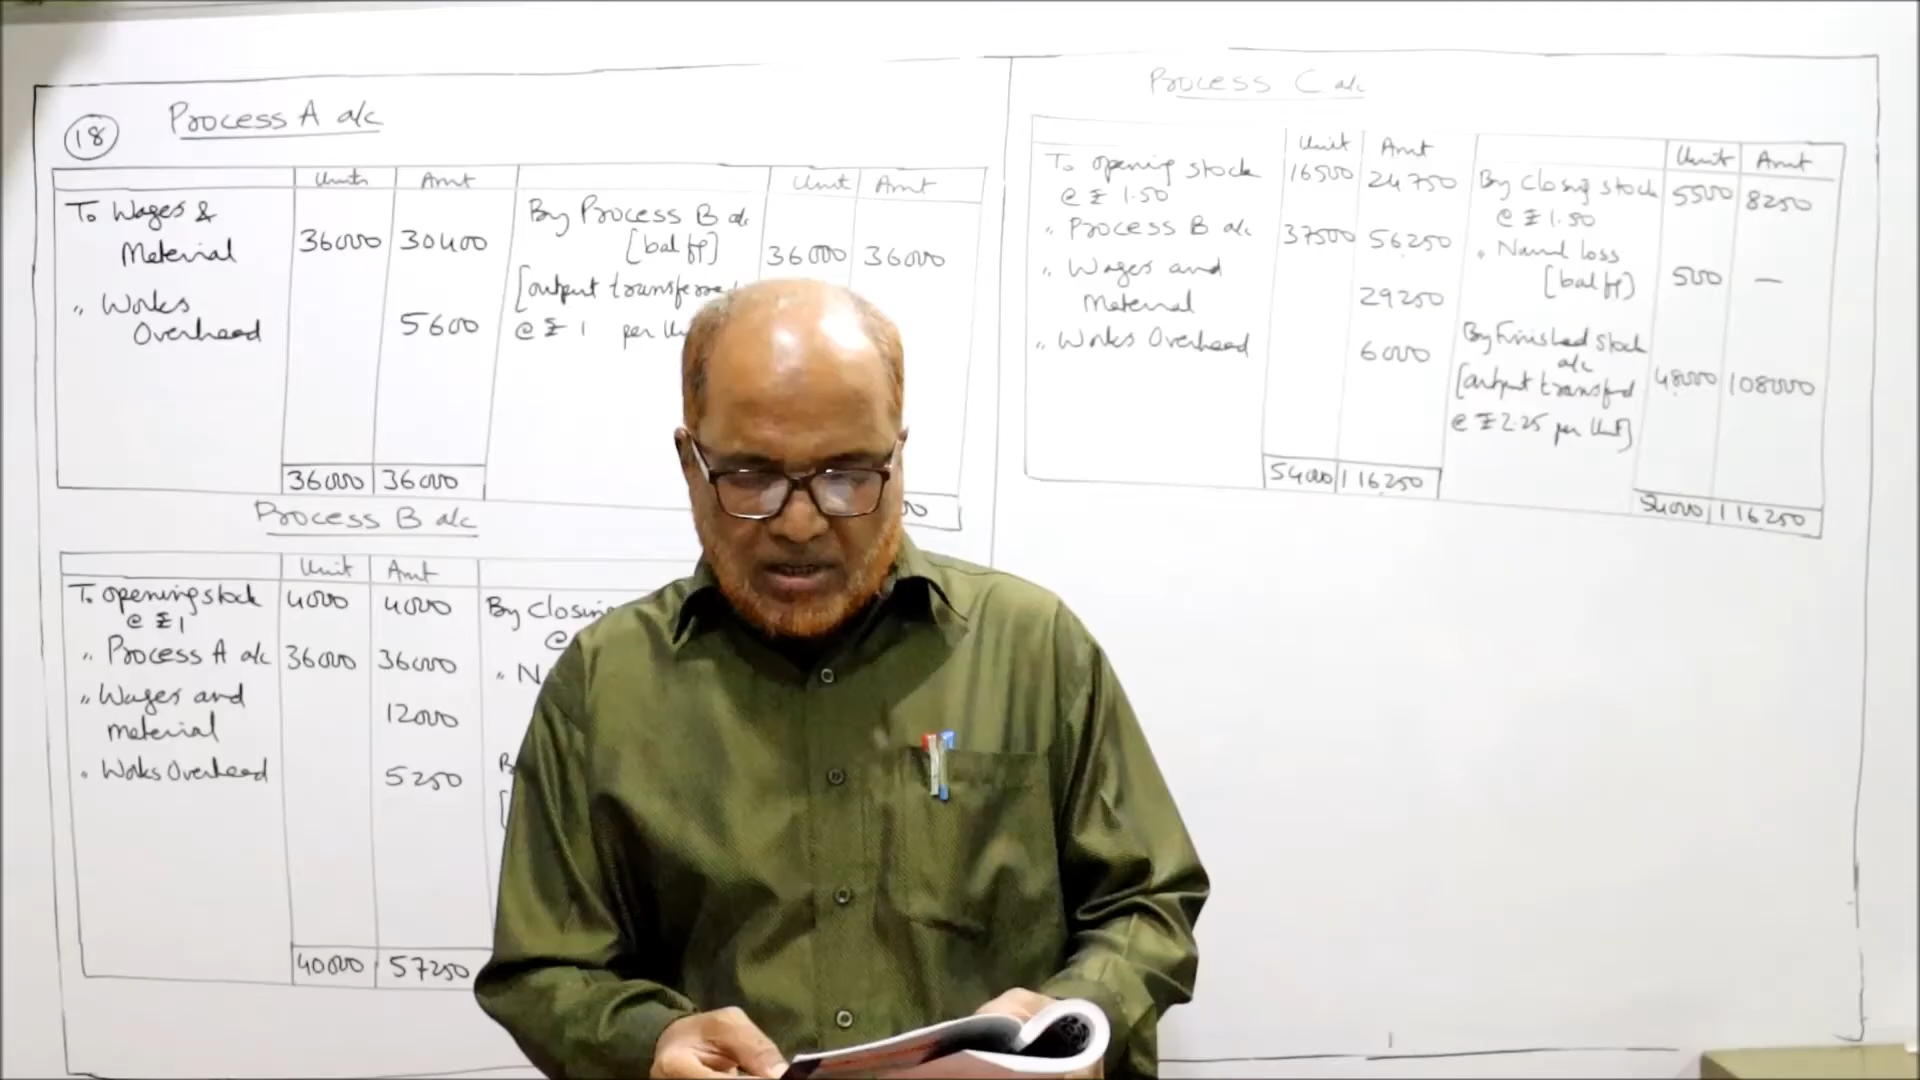 18
Process A a/c
Units Amt
Unit Amt
To Wages &
Material 36000 30400
By Process B a/c
[bal fig] 36000 36000
[output transferred
@ ₹ 1 per
" Works
Overhead 5600
36000 36000
Process B a/c
Unit Amt
To opening stock 4000 4000
@ ₹1
By Closing
@
" Process A a/c 36000 36000
" Wages and
material 12000
" Works Overhead 5250
40000 57250
Process C a/c
Unit Amt
Unit Amt
To opening stock 16500 24750
@ ₹ 1.50
By Closing stock 5500 8250
@ ₹ 1.50
" Process B a/c 37500 56250
" Normal loss
[bal fig] 500 —
" Wages and
Material 29250
" Works Overhead 6000
By Finished Stock
a/c
[output transfd 48000 108000
@ ₹ 2.25 per Unit]
54000 116250
54000 116250